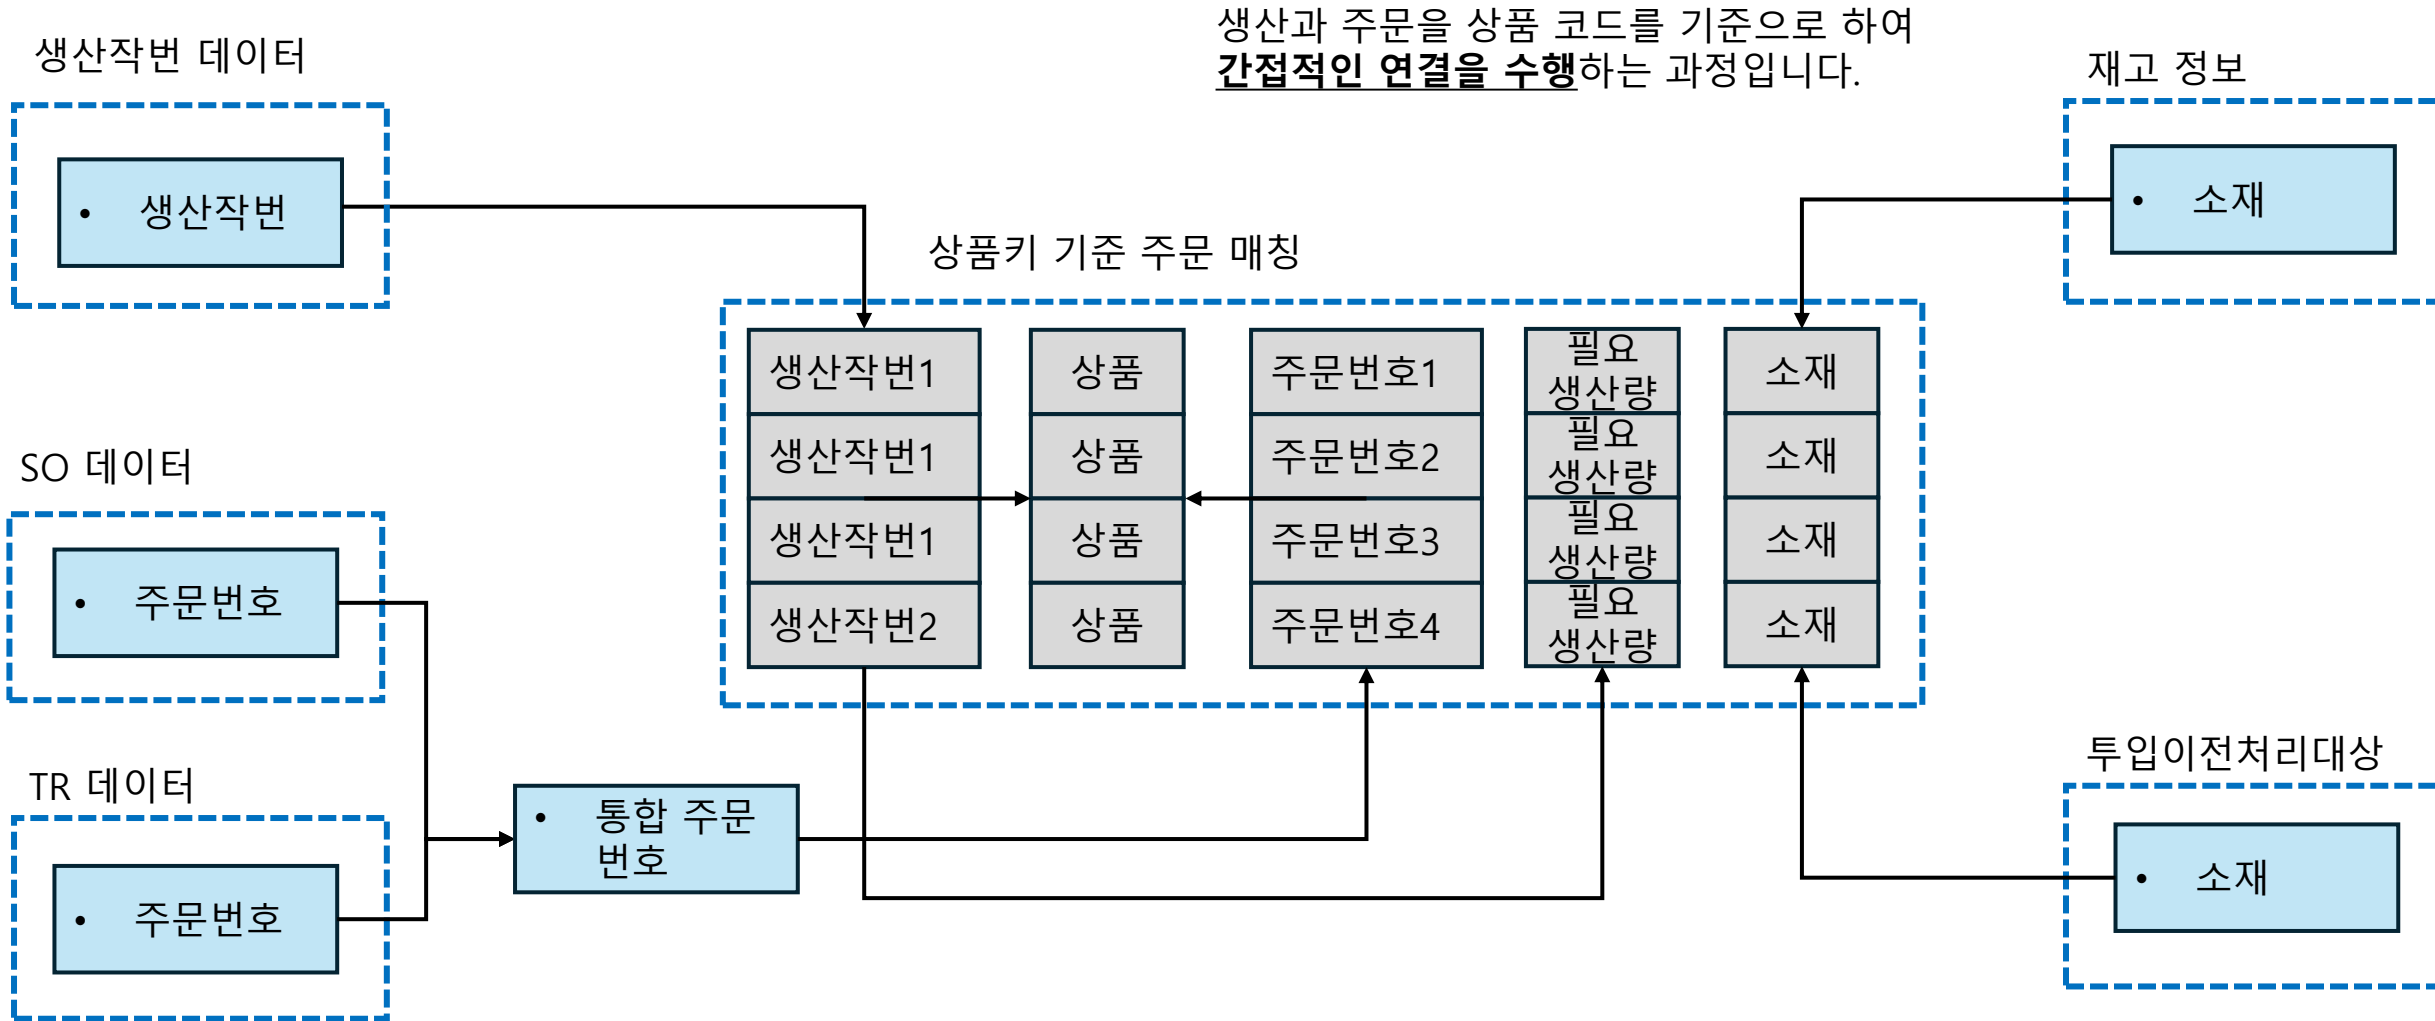 생산과 주문을 상품 코드를 기준으로 하여
간접적인 연결을 수행하는 과정입니다.
생산작번 데이터
• 생산작번
재고 정보
• 소재
상품키 기준 주문 매칭
생산작번1
상품
주문번호1
필요
생산량
소재
생산작번1
상품
주문번호2
필요
생산량
소재
생산작번1
상품
주문번호3
필요
생산량
소재
생산작번2
상품
주문번호4
필요
생산량
소재
SO 데이터
• 주문번호
TR 데이터
• 주문번호
• 통합 주문
번호
투입이전처리대상
• 소재